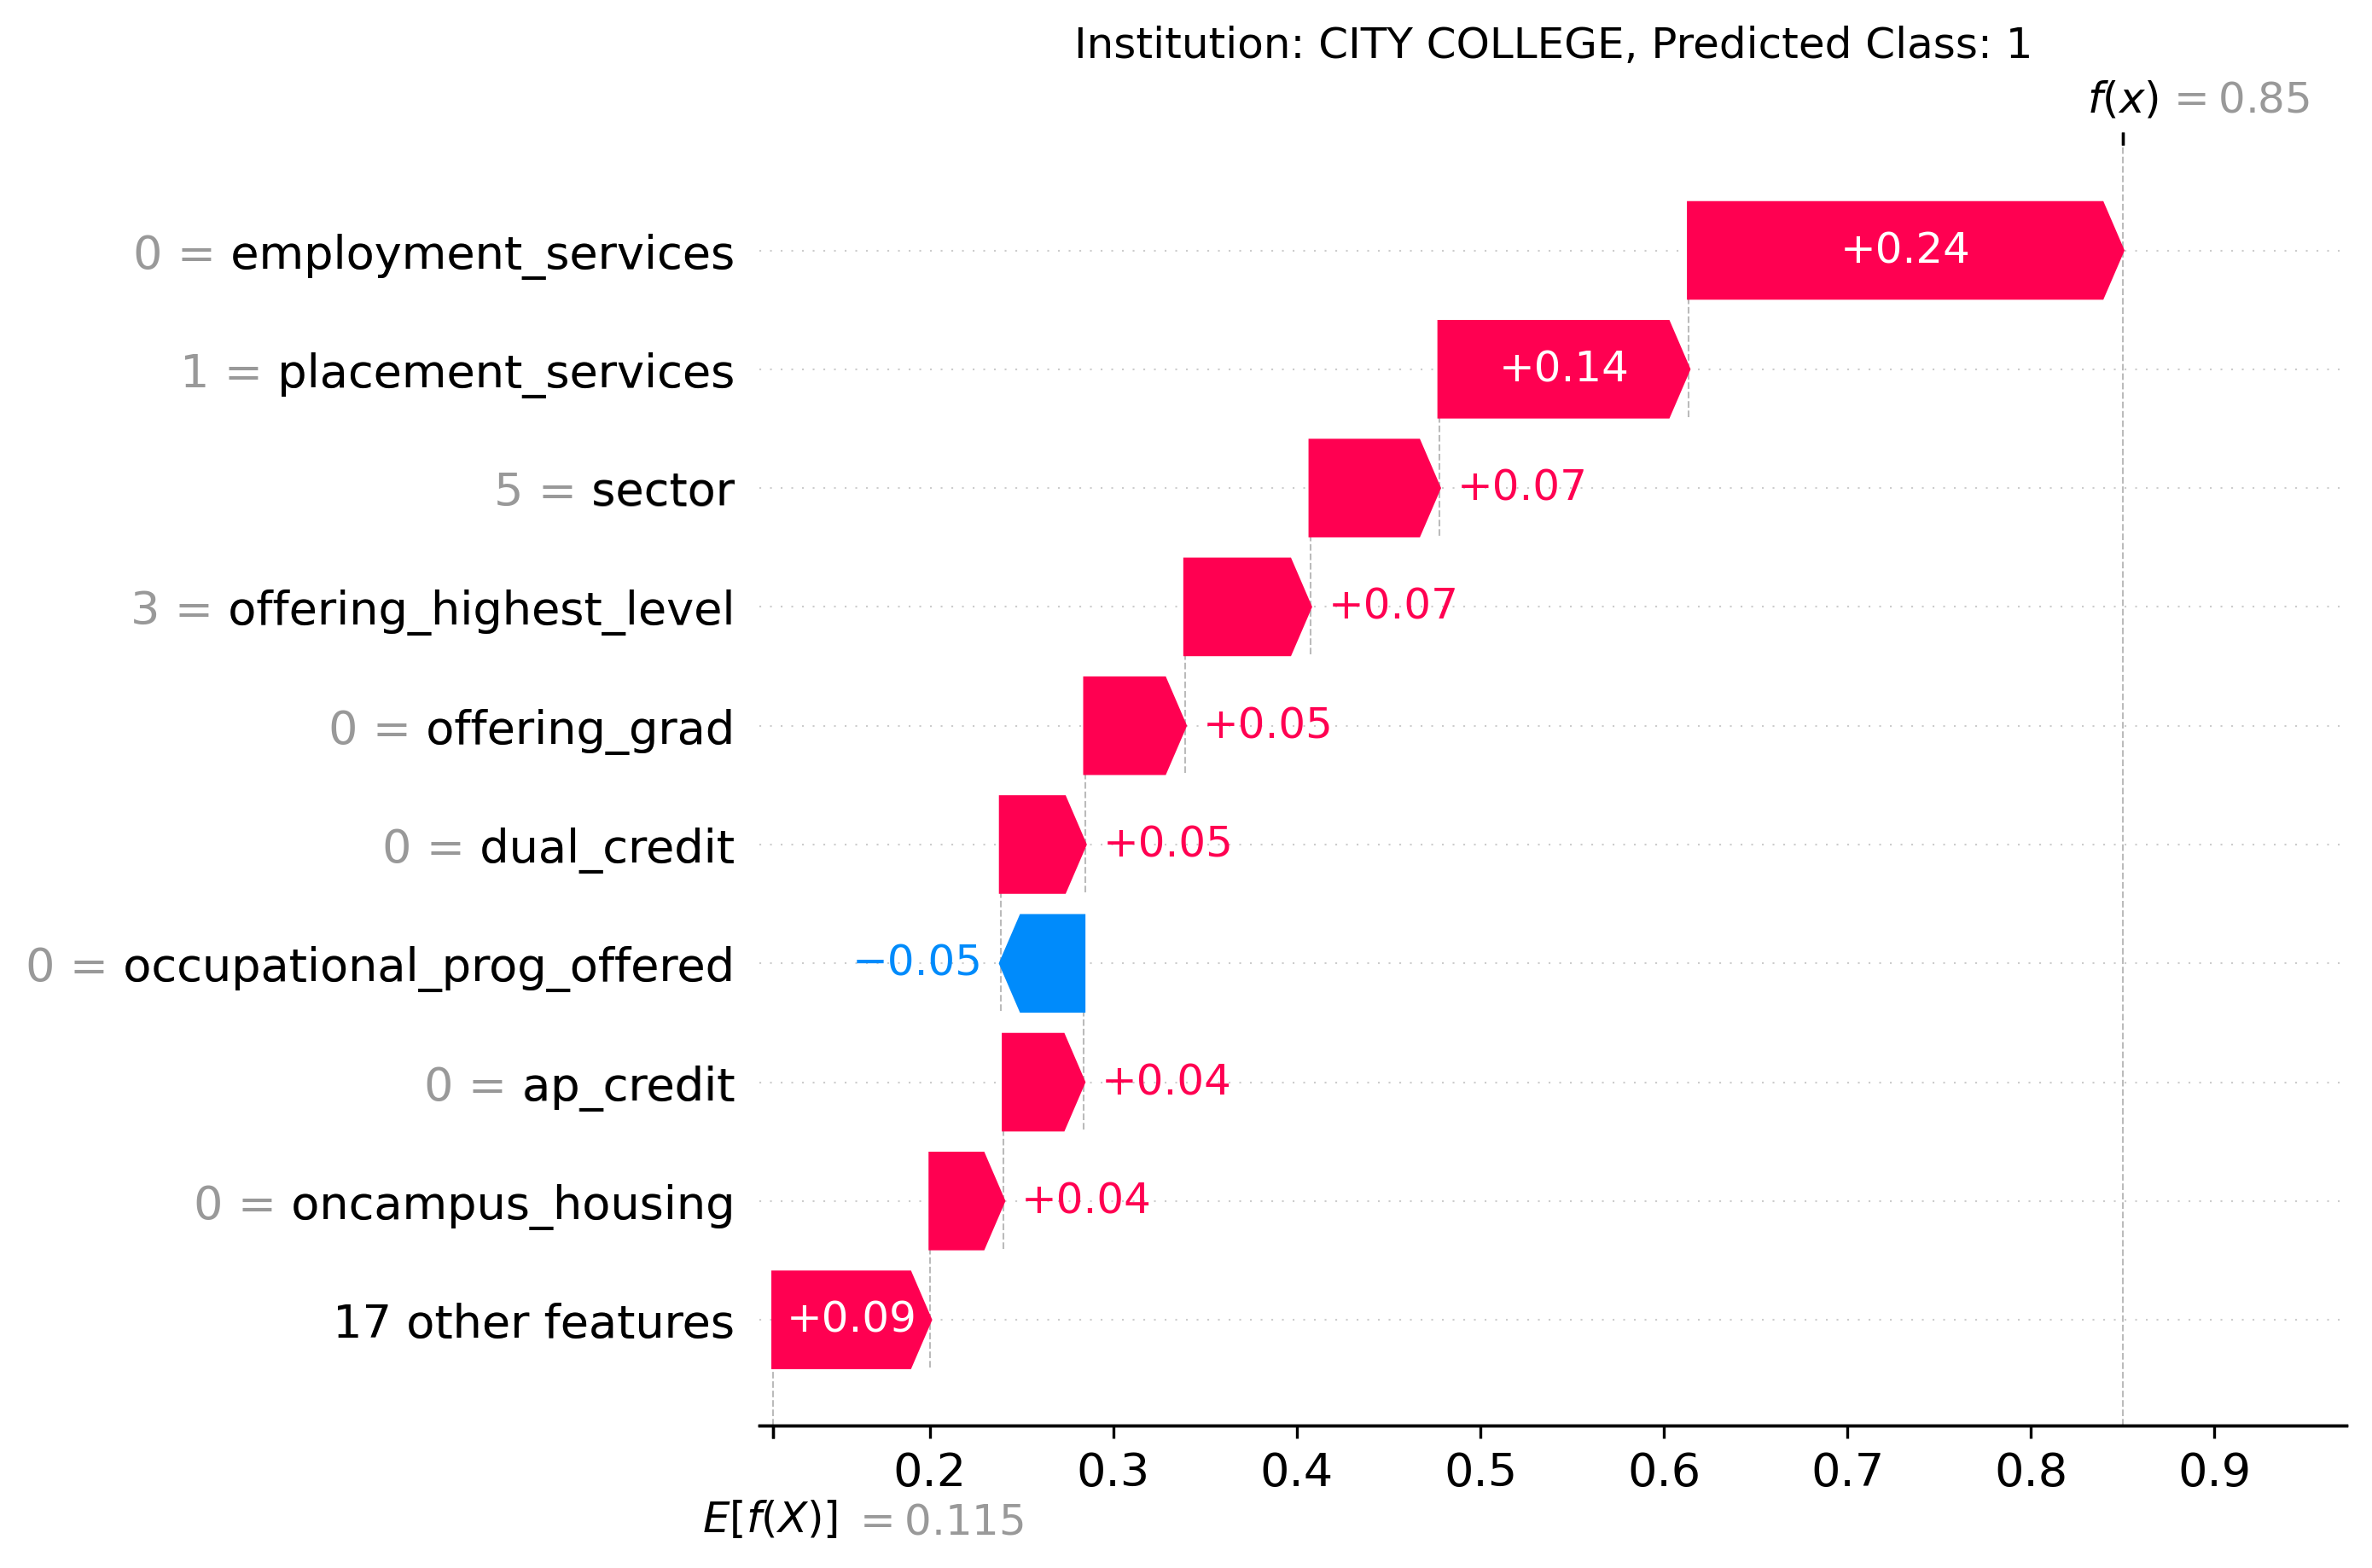 Institution: CITY COLLEGE, Predicted Class: 1
f(x) = 0.85
0 = employment_services +0.24
1 = placement_services +0.14
5 = sector +0.07
3 = offering_highest_level +0.07
0 = offering_grad +0.05
0 = dual_credit +0.05
0 = occupational_prog_offered −0.05
0 = ap_credit +0.04
0 = oncampus_housing +0.04
17 other features +0.09
0.2 0.3 0.4 0.5 0.6 0.7 0.8 0.9
E[f(X)] = 0.115